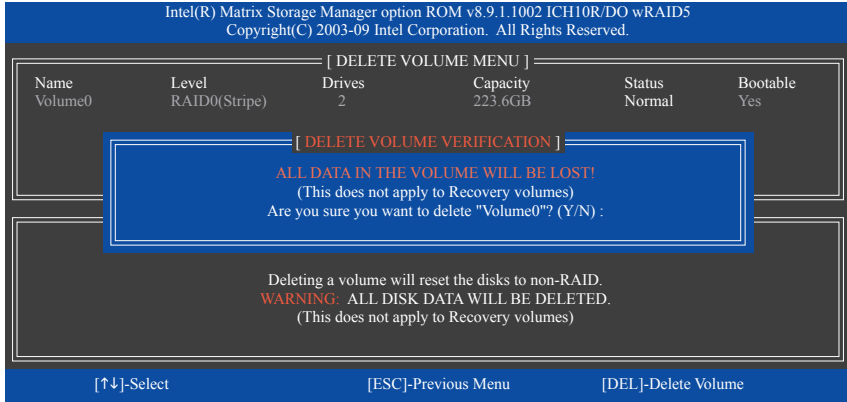 Intel(R) Matrix Storage Manager option ROM v8.9.1.1002 ICH10R/DO wRAID5
Copyright(C) 2003-09 Intel Corporation. All Rights Reserved.
[ DELETE VOLUME MENU ]
Name Level Drives Capacity Status Bootable
Volume0 RAID0(Stripe) 2 223.6GB Normal Yes
[ DELETE VOLUME VERIFICATION ]
ALL DATA IN THE VOLUME WILL BE LOST!
(This does not apply to Recovery volumes)
Are you sure you want to delete "Volume0"? (Y/N) :
Deleting a volume will reset the disks to non-RAID.
WARNING: ALL DISK DATA WILL BE DELETED.
(This does not apply to Recovery volumes)
[↑↓]-Select [ESC]-Previous Menu [DEL]-Delete Volume